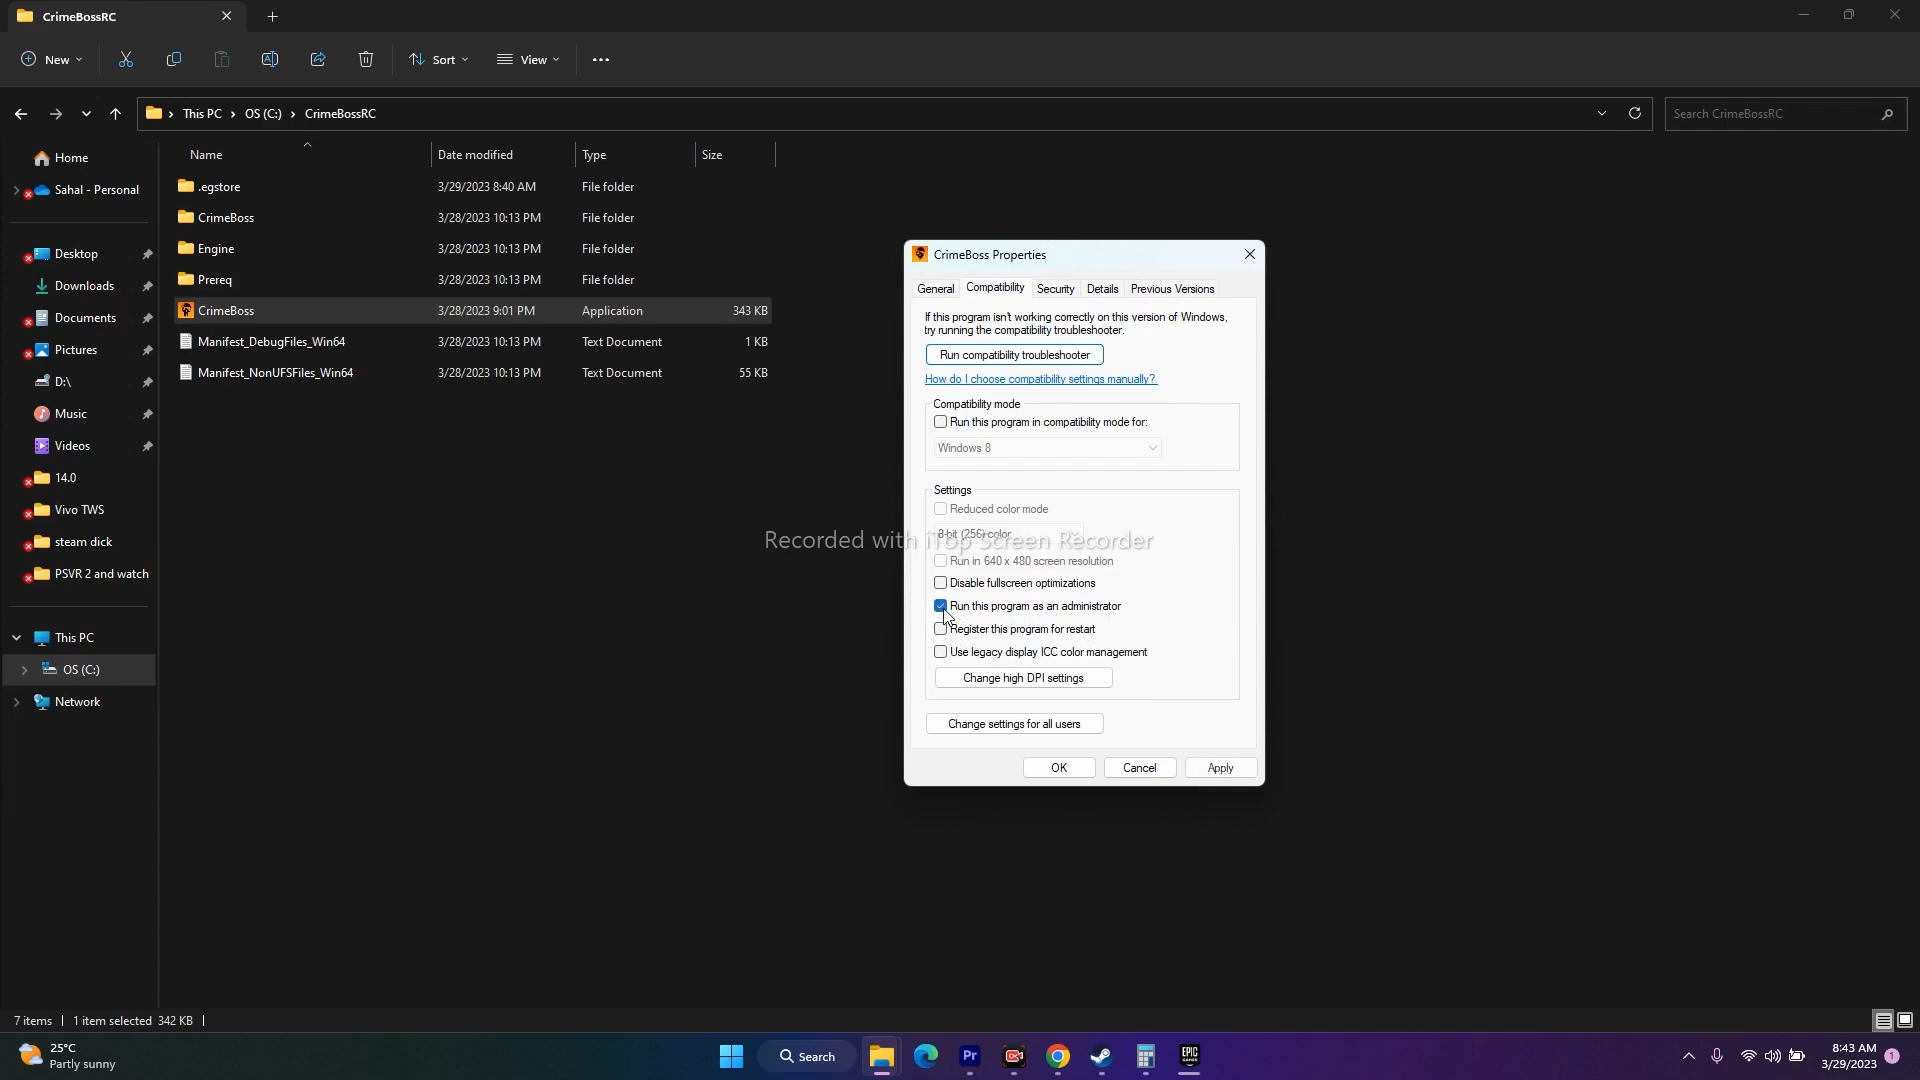 CrimeBossRC
New
Sort
View
This PC
OS (C:)
CrimeBossRC
Search CrimeBossRC
Name
Date modified
Type
Size
Home
Sahal - Personal
Desktop
Downloads
Documents
Pictures
D:\
Music
Videos
14.0
Vivo TWS
steam dick
PSVR 2 and watch
This PC
OS (C:)
Network
.egstore 3/29/2023 8:40 AM File folder
CrimeBoss 3/28/2023 10:13 PM File folder
Engine 3/28/2023 10:13 PM File folder
Prereq 3/28/2023 10:13 PM File folder
CrimeBoss 3/28/2023 9:01 PM Application 343 KB
Manifest_DebugFiles_Win64 3/28/2023 10:13 PM Text Document 1 KB
Manifest_NonUFSFiles_Win64 3/28/2023 10:13 PM Text Document 55 KB
CrimeBoss Properties
General Compatibility Security Details Previous Versions
If this program isn't working correctly on this version of Windows,
try running the compatibility troubleshooter.
Run compatibility troubleshooter
How do I choose compatibility settings manually?
Compatibility mode
Run this program in compatibility mode for:
Windows 8
Settings
Reduced color mode
8-bit (256) color
Recorded with iTop Screen Recorder
Run in 640 x 480 screen resolution
Disable fullscreen optimizations
Run this program as an administrator
Register this program for restart
Use legacy display ICC color management
Change high DPI settings
Change settings for all users
OK
Cancel
Apply
7 items
1 item selected 342 KB
25°C
Partly sunny
Search
Pr
EPIC
GAMES
8:43 AM
3/29/2023
1